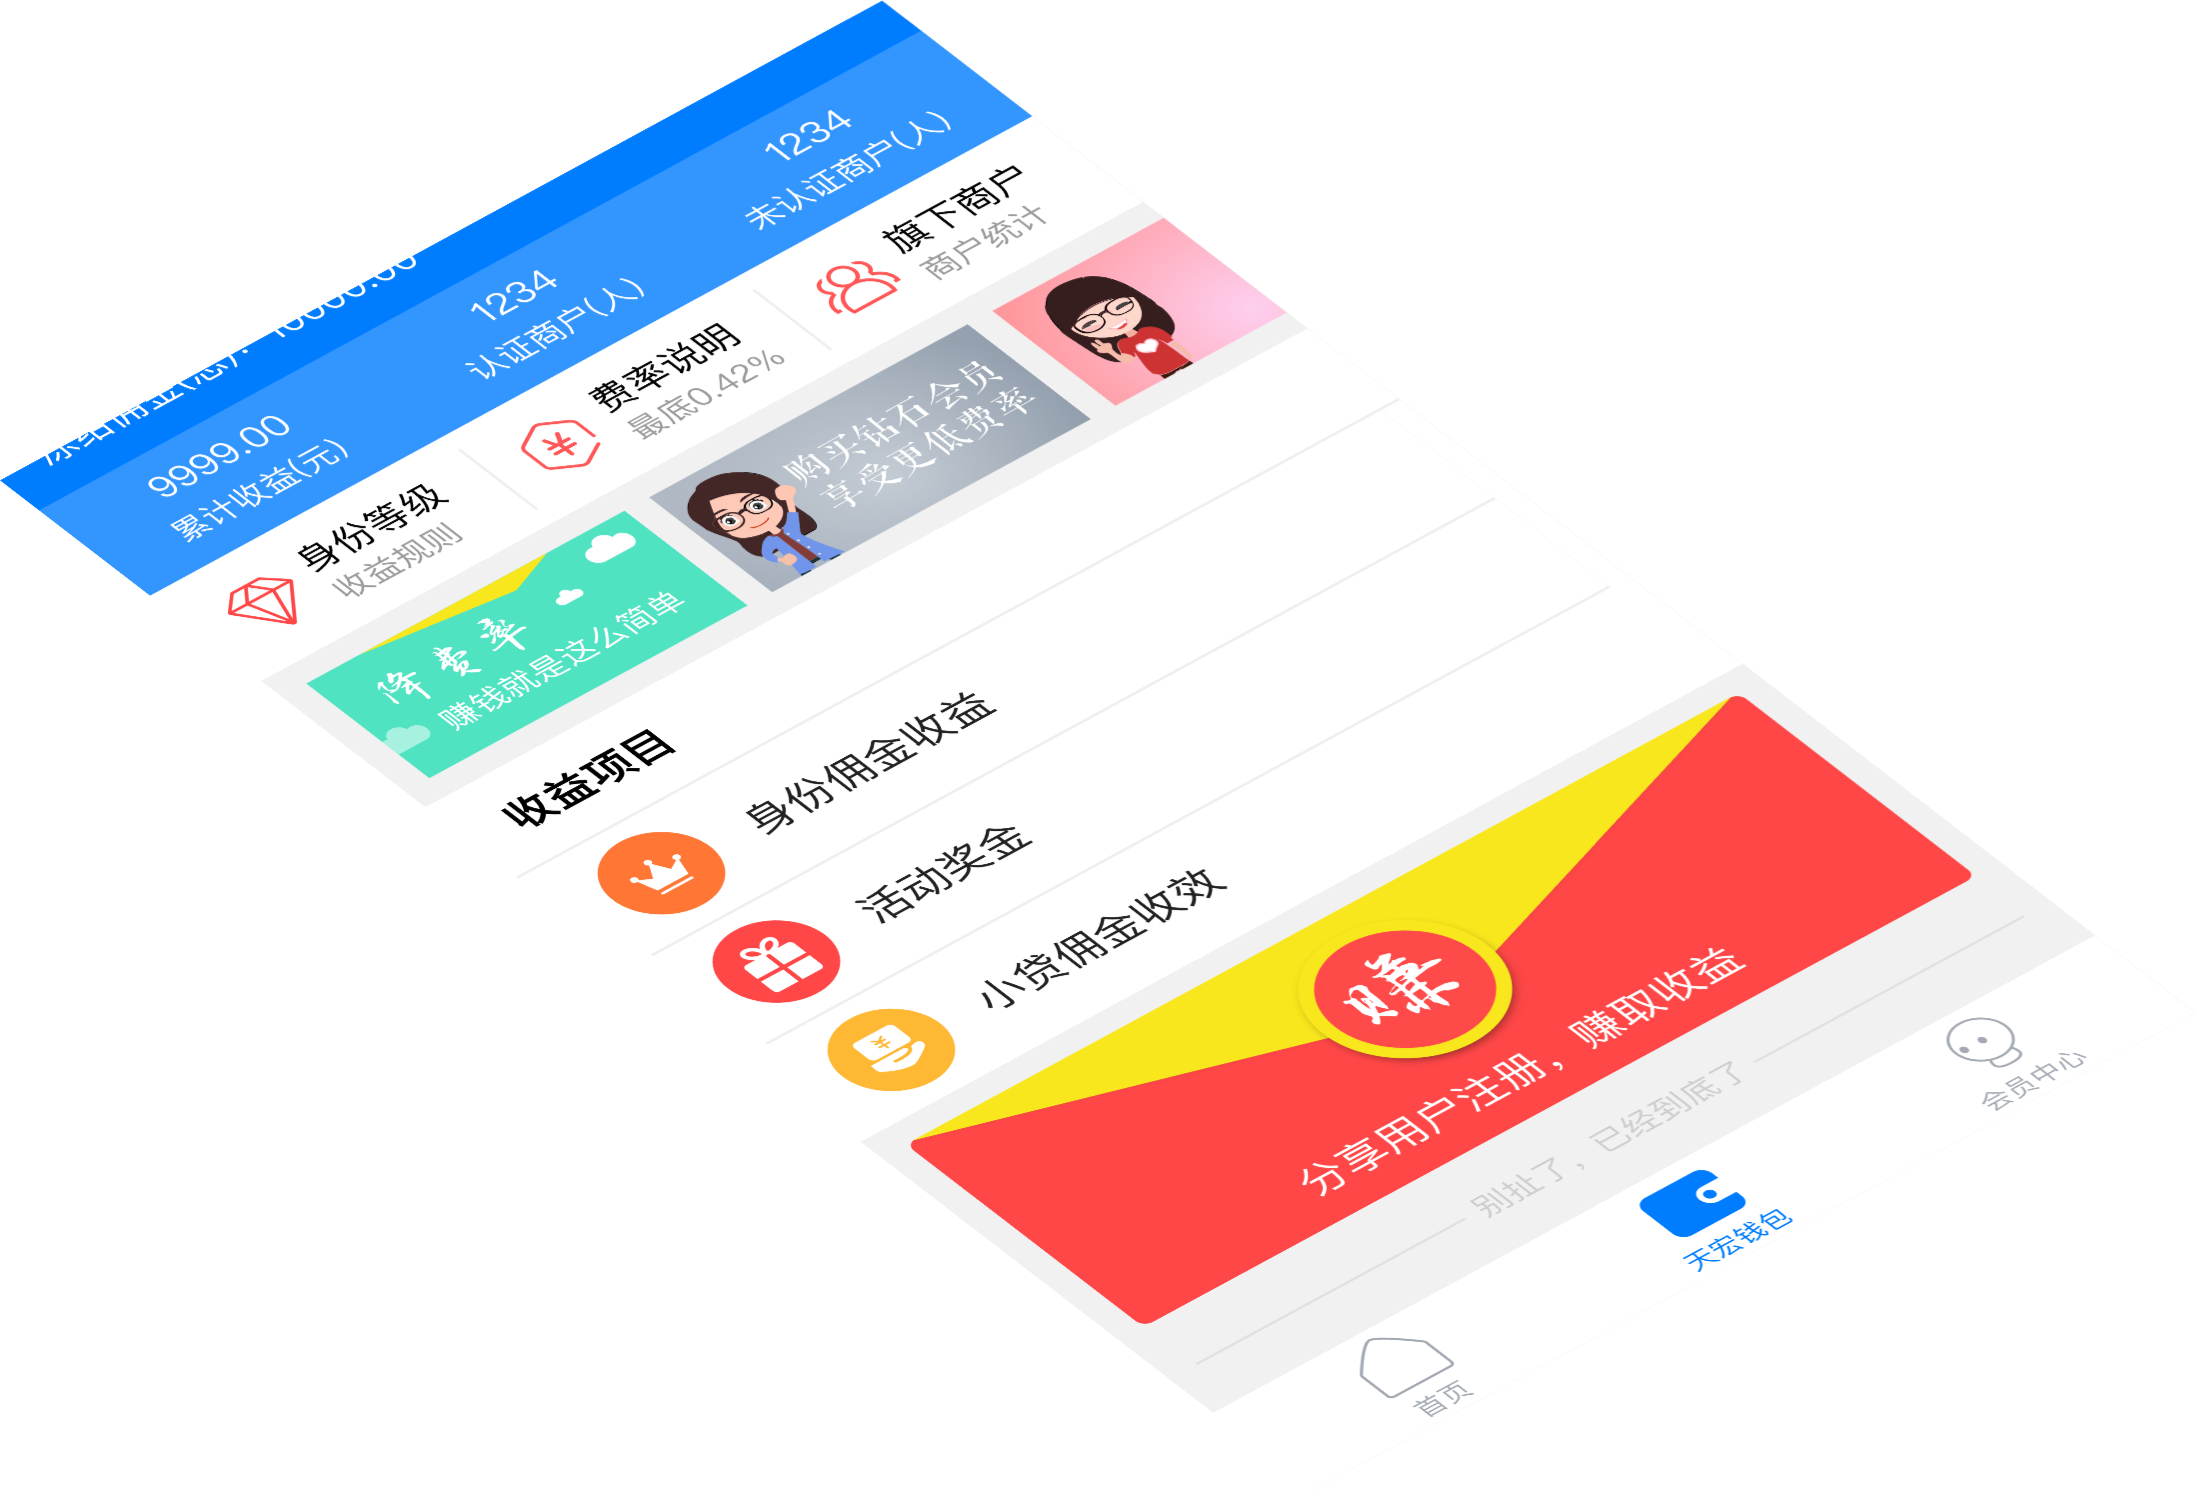 冻结佣金(总): 10000.00
9999.00
累计收益(元)
1234
认证商户(人)
1234
未认证商户(人)
身份等级
收益规则
费率说明
最底0.42%
旗下商户
商户统计
降费率
赚钱就是这么简单
购买钻石会员
享受更低费率
收益项目
身份佣金收益
活动奖金
小贷佣金收效
赚
分享用户注册，赚取收益
别扯了，已经到底了
首页
天宏钱包
会员中心